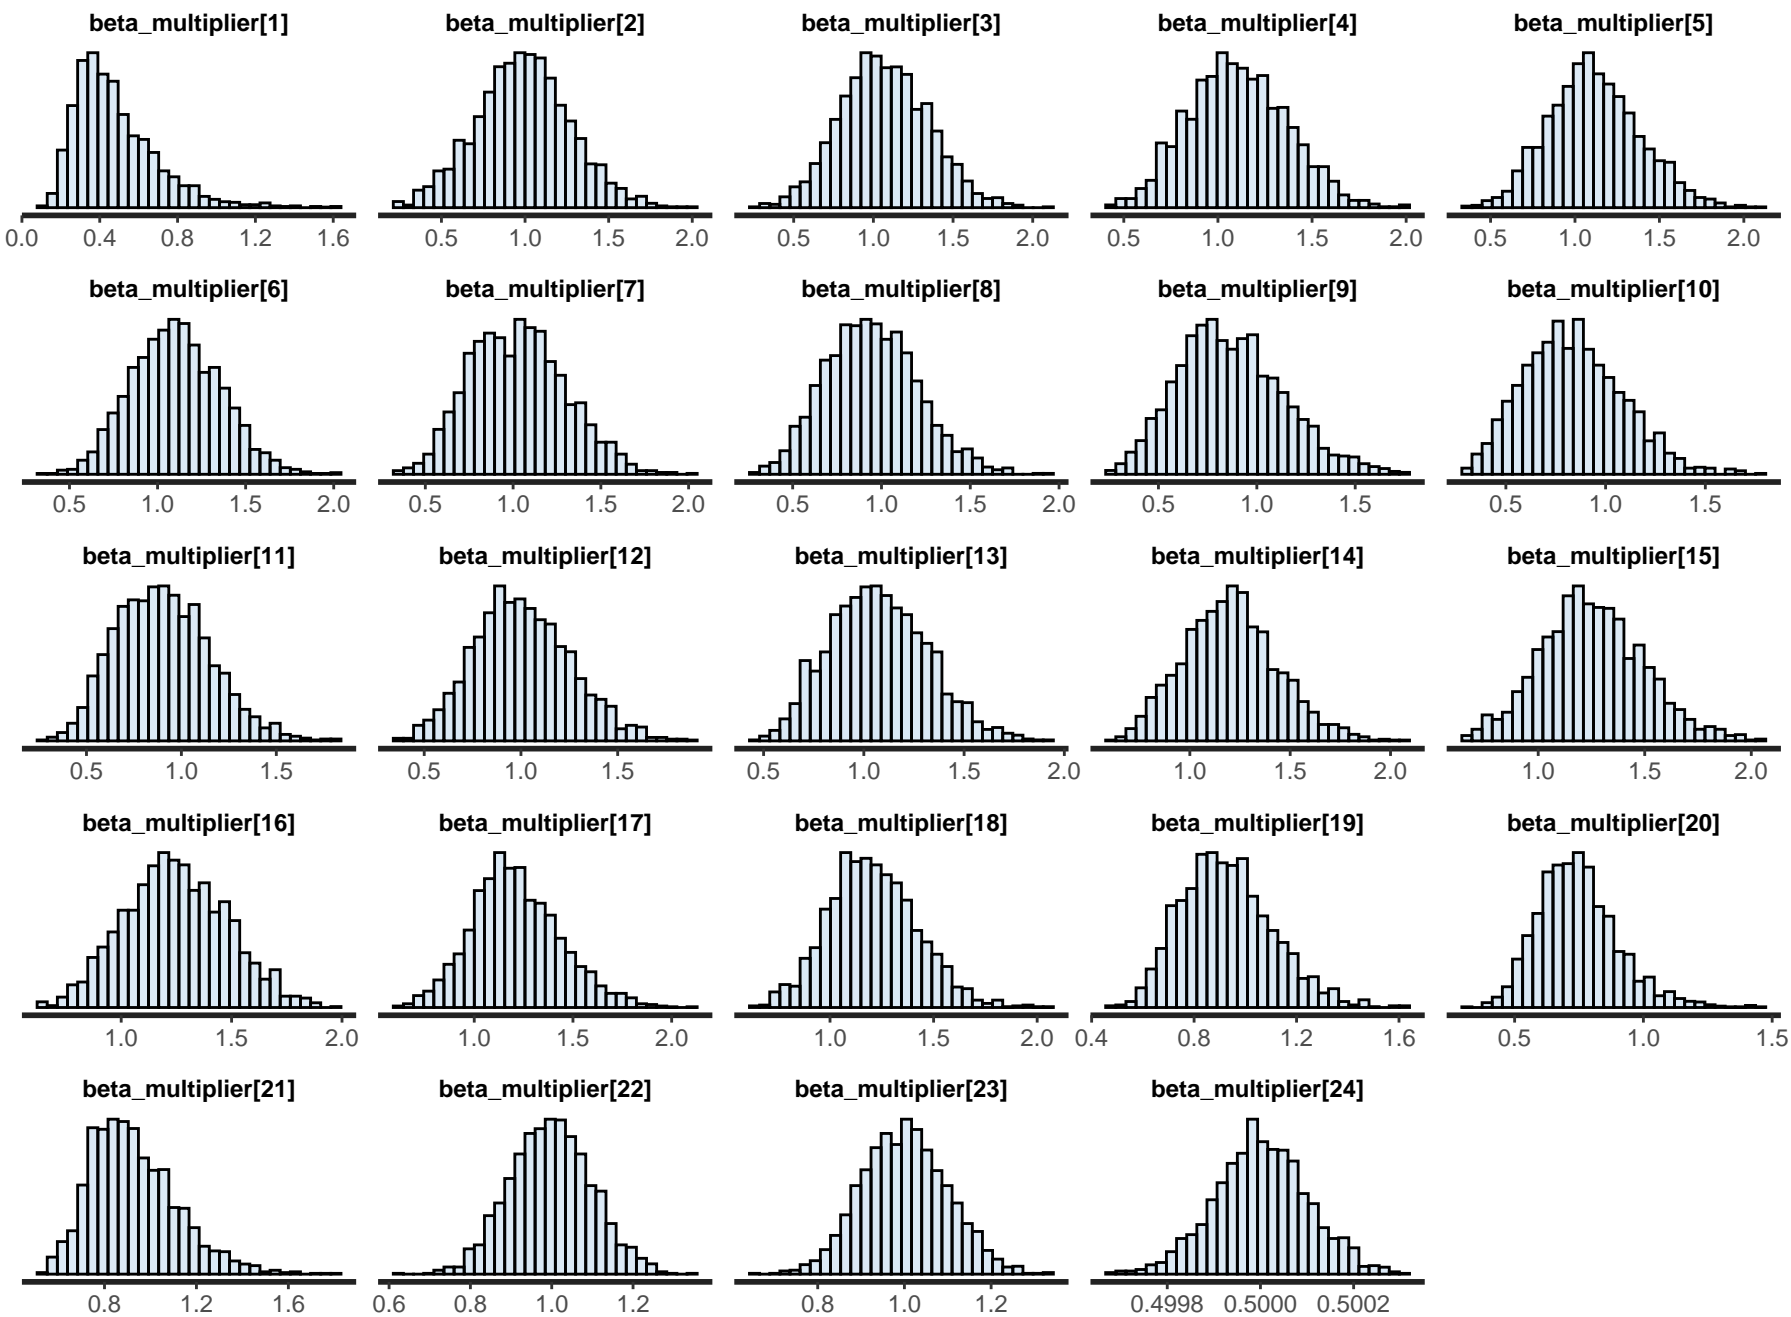 beta_multiplier[1] beta_multiplier[2] beta_multiplier[3] beta_multiplier[4] beta_multiplier[5]
0.0 0.4 0.8 1.2 1.6 0.5 1.0 1.5 2.0 0.5 1.0 1.5 2.0 0.5 1.0 1.5 2.0 0.5 1.0 1.5 2.0
beta_multiplier[6] beta_multiplier[7] beta_multiplier[8] beta_multiplier[9] beta_multiplier[10]
0.5 1.0 1.5 2.0 0.5 1.0 1.5 2.0 0.5 1.0 1.5 2.0 0.5 1.0 1.5 0.5 1.0 1.5
beta_multiplier[11] beta_multiplier[12] beta_multiplier[13] beta_multiplier[14] beta_multiplier[15]
0.5 1.0 1.5 0.5 1.0 1.5 0.5 1.0 1.5 2.0 1.0 1.5 2.0 1.0 1.5 2.0
beta_multiplier[16] beta_multiplier[17] beta_multiplier[18] beta_multiplier[19] beta_multiplier[20]
1.0 1.5 2.0 1.0 1.5 2.0 1.0 1.5 2.0 0.4 0.8 1.2 1.6 0.5 1.0 1.5
beta_multiplier[21] beta_multiplier[22] beta_multiplier[23] beta_multiplier[24]
0.8 1.2 1.6 0.6 0.8 1.0 1.2 0.8 1.0 1.2 0.4998 0.5000 0.5002